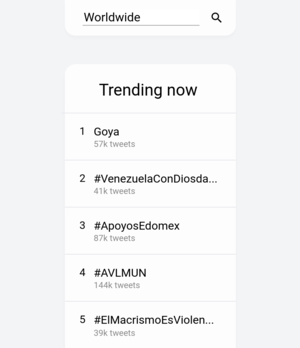 Worldwide
Trending now
1 Goya
57k tweets
2 #VenezuelaConDiosda...
41k tweets
3 #ApoyosEdomex
87k tweets
4 #AVLMUN
144k tweets
5 #ElMacrismoEsViolen...
39k tweets